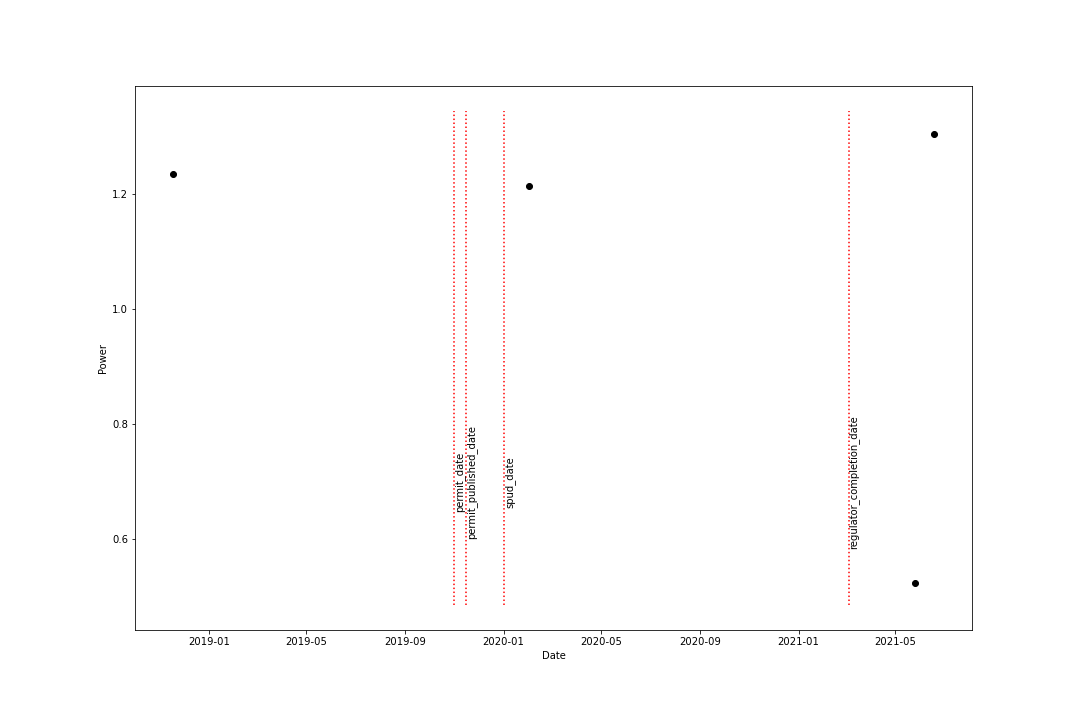 1.2
1.0
0.8
0.6
Power
permit_date
permit_published_date
spud_date
regulator_completion_date
2019-01
2019-05
2019-09
2020-01
2020-05
2020-09
2021-01
2021-05
Date